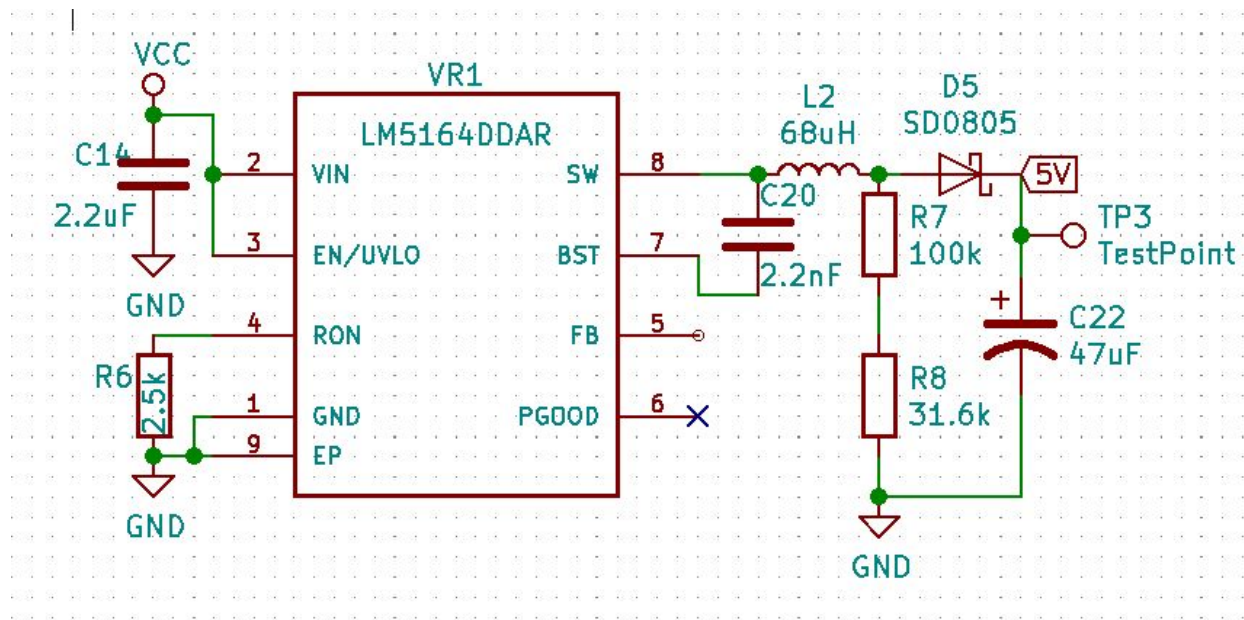 VCC
C14
2.2uF
GND
VR1
LM5164DDAR
2 VIN
3 EN/UVLO
4 RON
1 GND
9 EP
SW 8
BST 7
FB 5
PGOOD 6
R6
2.5k
GND
L2
68uH
C20
2.2nF
D5
SD0805
5V
R7
100k
TP3
TestPoint
R8
31.6k
+
C22
47uF
GND